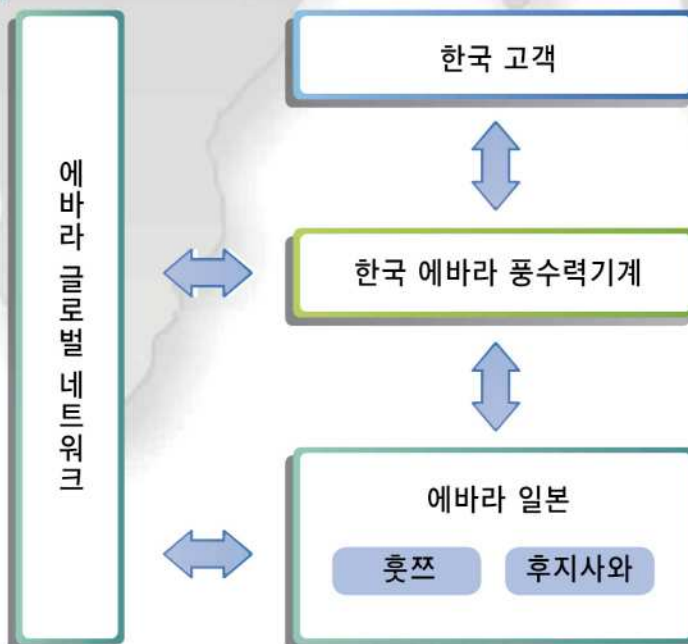 에바라 글로벌 네트워크
한국 고객
한국 에바라 풍수력기계
에바라 일본
훗쯔
후지사와